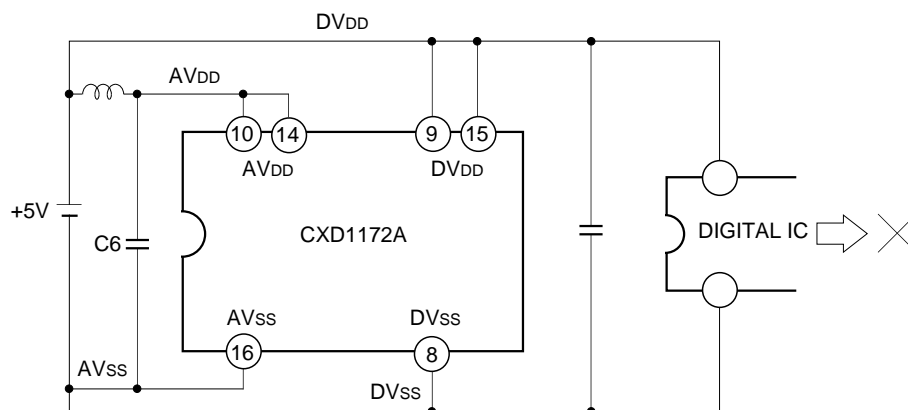 DVDD
AVDD
10
14
9
15
AVDD
DVDD
+5V
C6
CXD1172A
DIGITAL IC
AVSS
DVSS
16
8
AVSS
DVSS